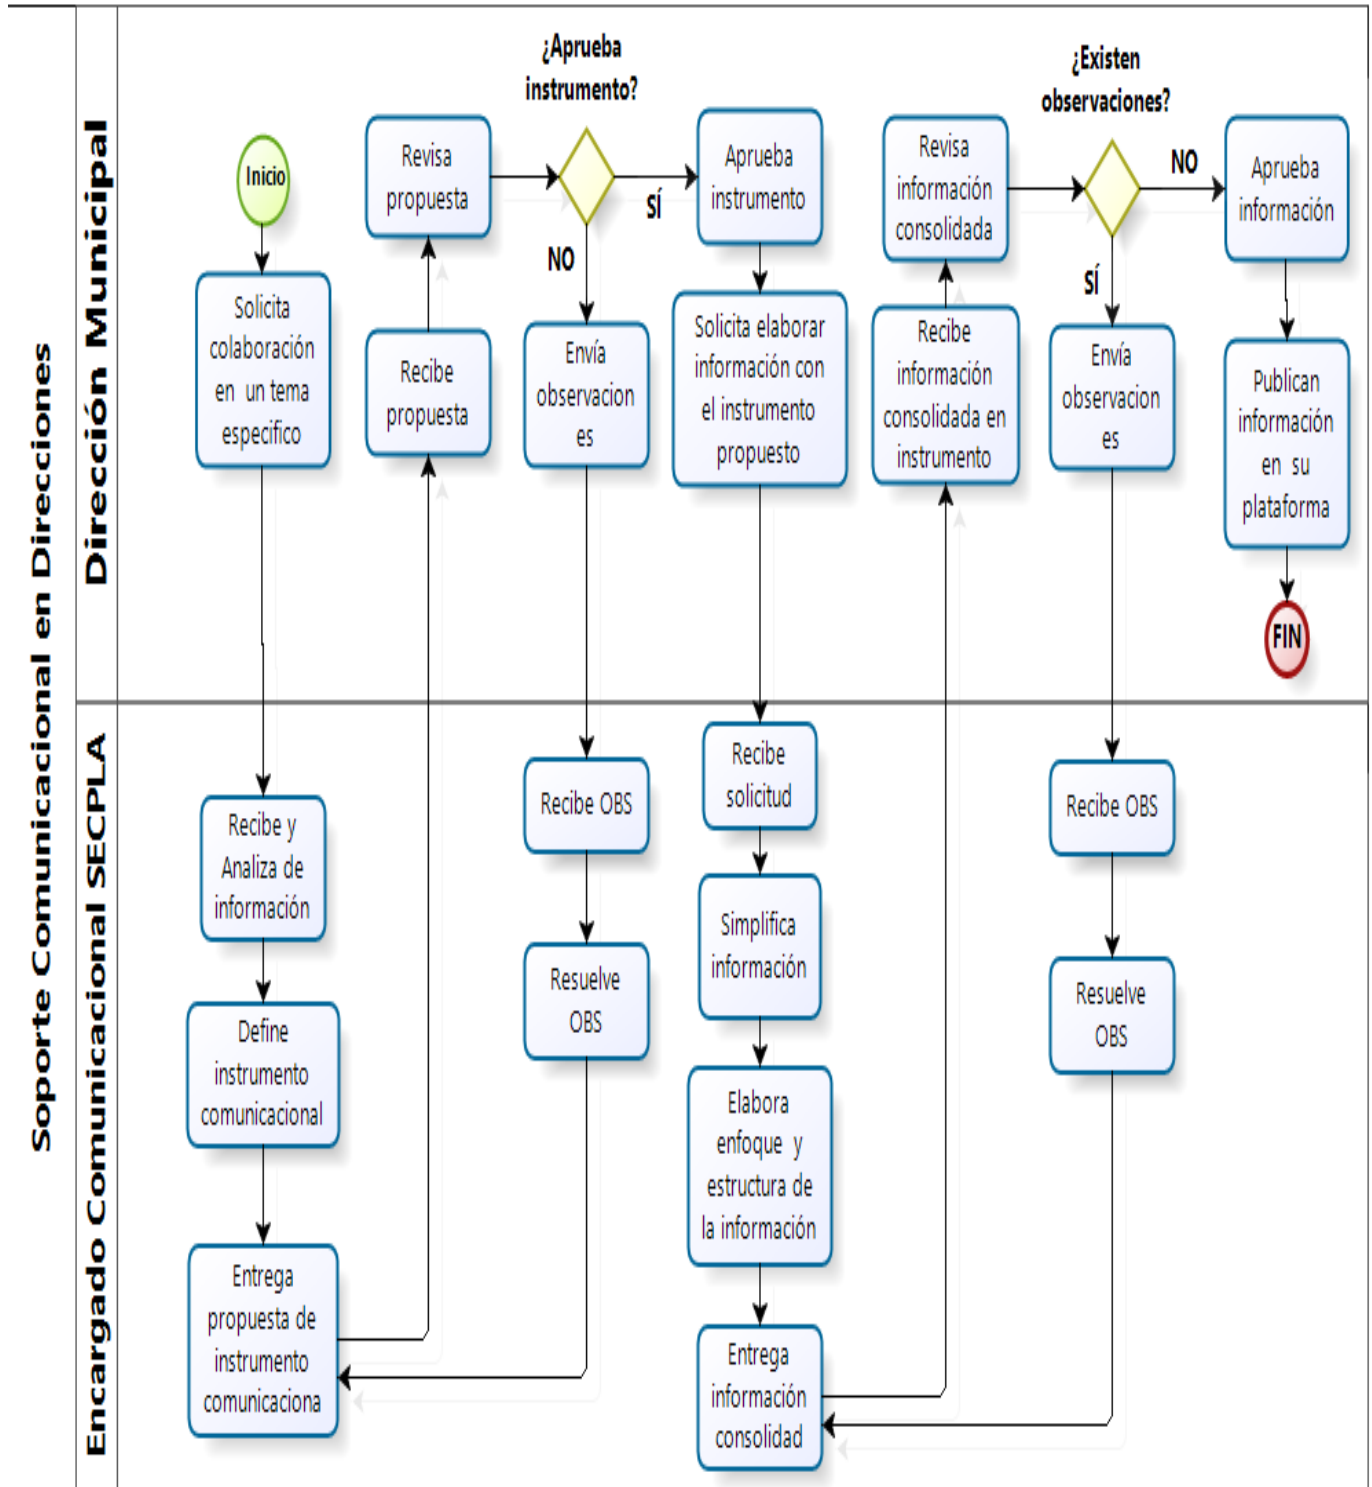 Soporte Comunicacional en Direcciones
Dirección Municipal
Inicio
Solicita
colaboración
en un tema
específico
Revisa
propuesta
Recibe
propuesta
¿Aprueba
instrumento?
SÍ
NO
Envía
observacion
es
Aprueba
instrumento
Solicita elaborar
información con
el instrumento
propuesto
Revisa
información
consolidada
Recibe
información
consolidada en
instrumento
¿Existen
observaciones?
NO
SÍ
Envía
observacion
es
Aprueba
información
Publican
información
en su
plataforma
FIN
Encargado Comunicacional SECPLA
Recibe y
Analiza de
información
Define
instrumento
comunicacional
Entrega
propuesta de
instrumento
comunicaciona
Recibe OBS
Resuelve
OBS
Recibe
solicitud
Simplifica
información
Elabora
enfoque y
estructura de
la información
Entrega
información
consolidad
Recibe OBS
Resuelve
OBS